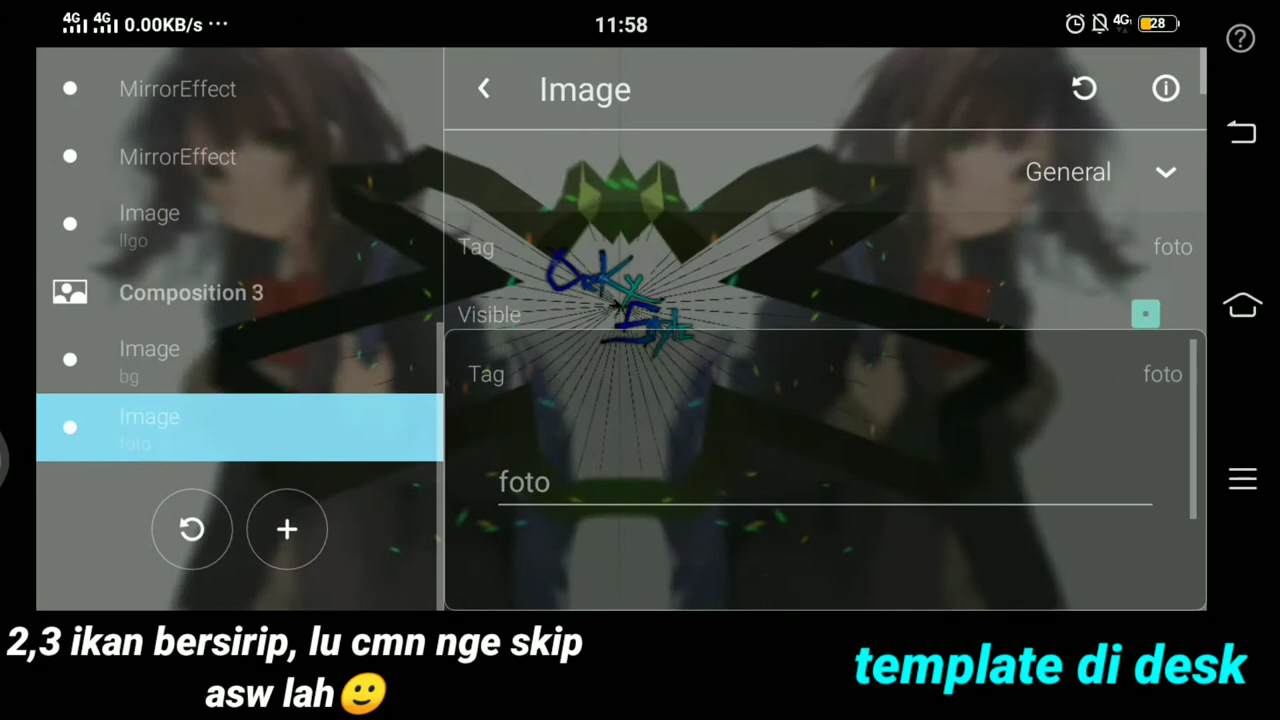 4G 4G 0.00KB/s ···
11:58
4G
28
MirrorEffect
MirrorEffect
Image
llgo
Composition 3
Image
bg
Image
foto
Image
General
Tag
foto
Visible
Tag
foto
foto
2,3 ikan bersirip, lu cmn nge skip
asw lah🙂
template di desk